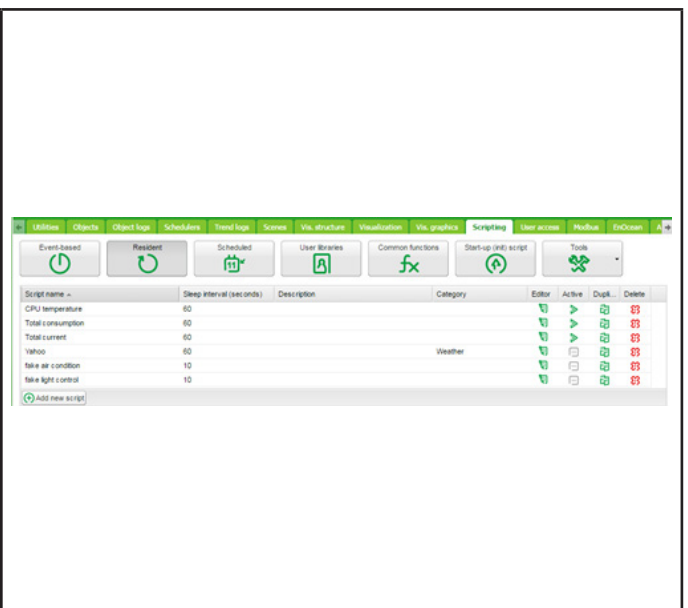 Utilities Objects Object logs Schedulers Trend logs Scenes Vis. structure Visualization Vis. graphics Scripting User access Modbus EnOcean A
Event-based Resident Scheduled User libraries Common functions Start-up (init) script Tools
11 fx
Script name Sleep interval (seconds) Description Category Editor Active Dupli... Delete
CPU temperature 60
Total consumption 60
Total current 60
Yahoo 60 Weather
fake air condition 10
fake light control 10
Add new script